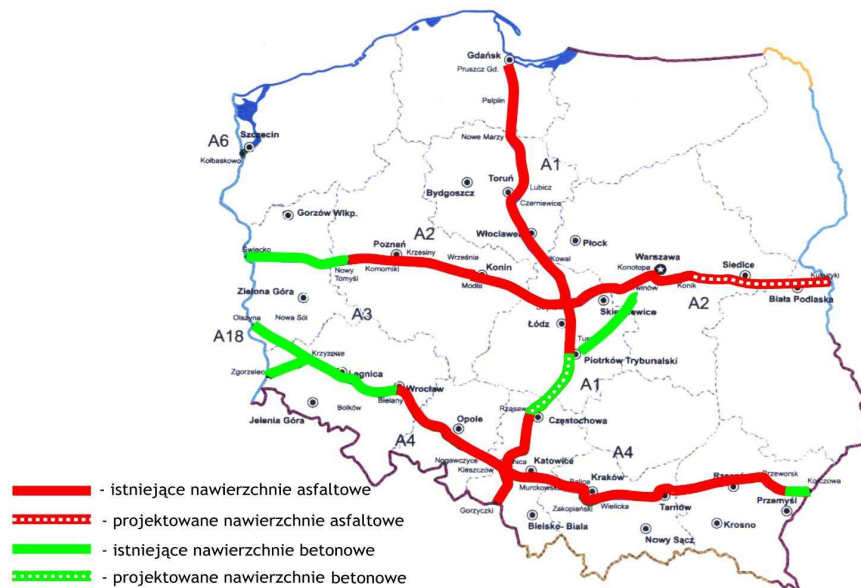 Gdańsk
Pruszcz Gd.
Pelplin
Nowe Marzy
A1
A6
Szczecin
Kołbaskowo
Toruń
Lubicz
Bydgoszcz
Czerniewice
Gorzów Wlkp.
Włocławek
Kowal
Płock
A2
Poznań
Krzesiny
Września
Komorniki
Świecko
Nowy
Tomyśl
Konin
Modła
Warszawa
Konotopa
Konik
Siedlce
Kukuryki
Biała Podlaska
A2
Zielona Góra
Nowa Sól
Olszyna
A3
A18
Łódź
Piotrków Trybunalski
A1
Krzyżowa
Zgorzelec
Legnica
Wrocław
Bielany
Bolków
Jelenia Góra
Rząsawa
Częstochowa
Opole
A4
Nogawczyce
Kleszczów
Katowice
Murckowska
Gorzyczki
A4
Kraków
Balice
Wielicka
Zakopiański
Bielsko- Biała
Tarnów
Nowy Sącz
Krosno
Przeworsk
Przemyśl
Korczowa
- istniejące nawierzchnie asfaltowe
- projektowane nawierzchnie asfaltowe
- istniejące nawierzchnie betonowe
- projektowane nawierzchnie betonowe